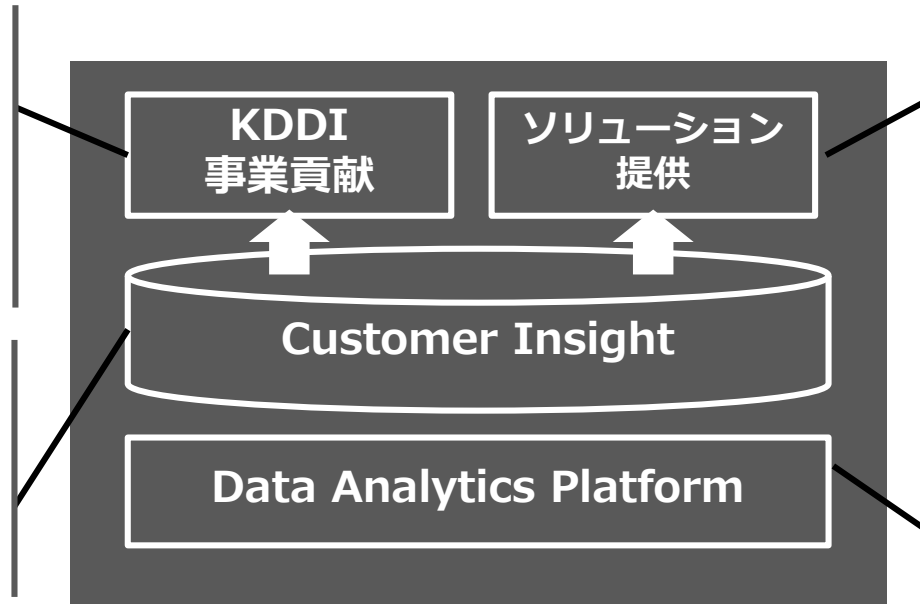 KDDI
事業貢献
ソリューション
提供
Customer Insight
Data Analytics Platform